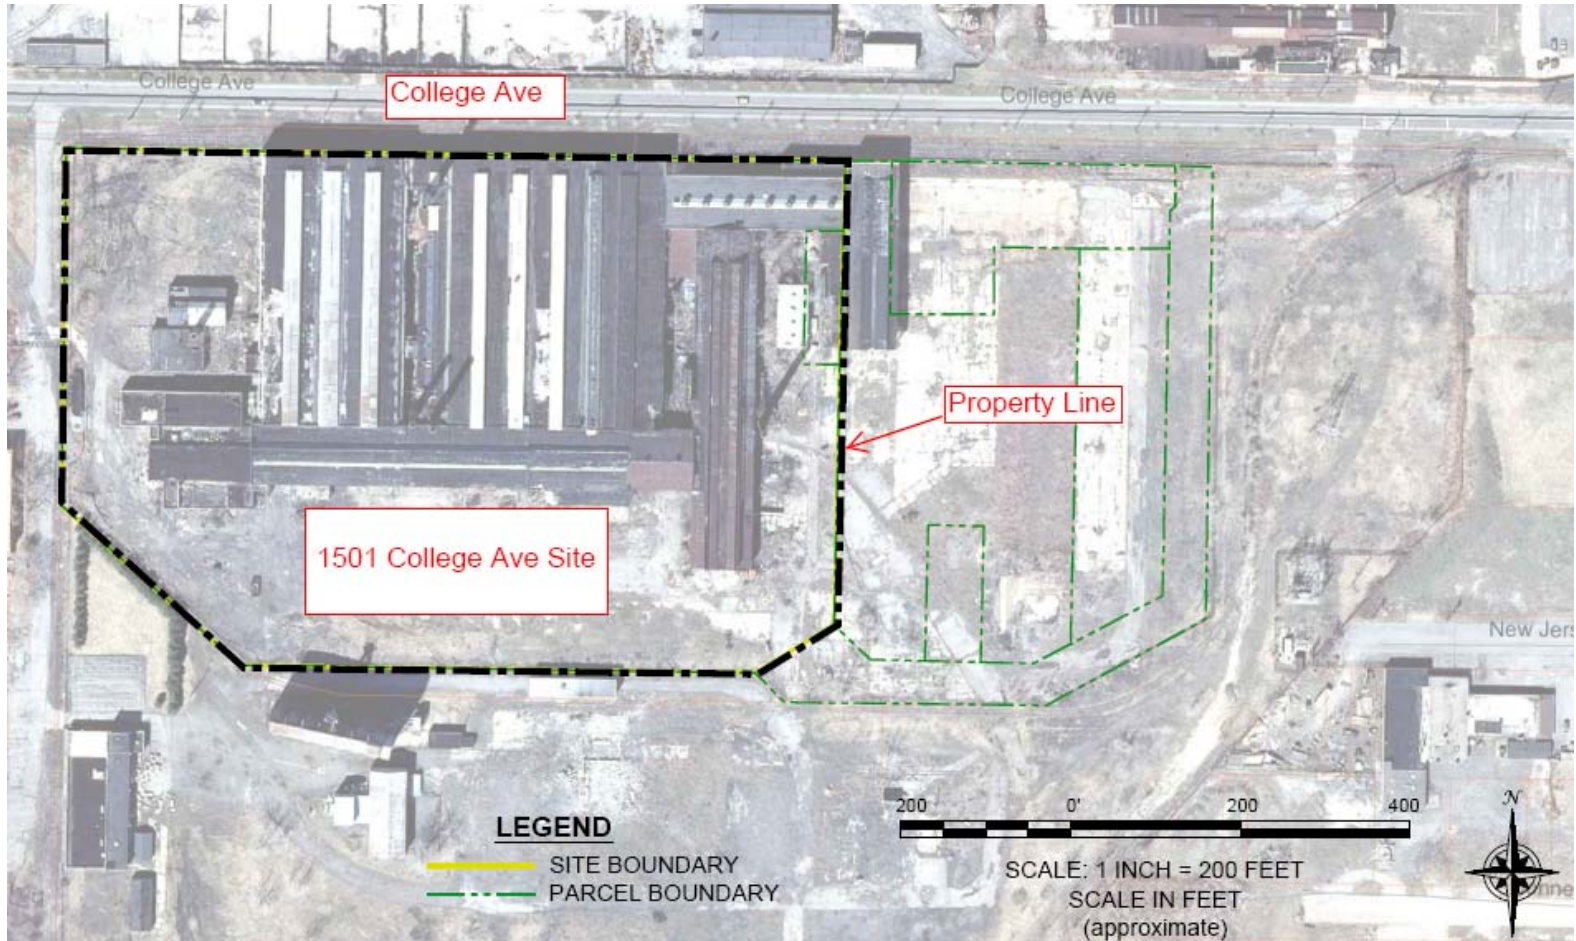 College Ave
College Ave
College Ave
Property Line
1501 College Ave Site
New Jers
200 0' 200 400
N
LEGEND
SITE BOUNDARY
PARCEL BOUNDARY
SCALE: 1 INCH = 200 FEET
SCALE IN FEET
(approximate)